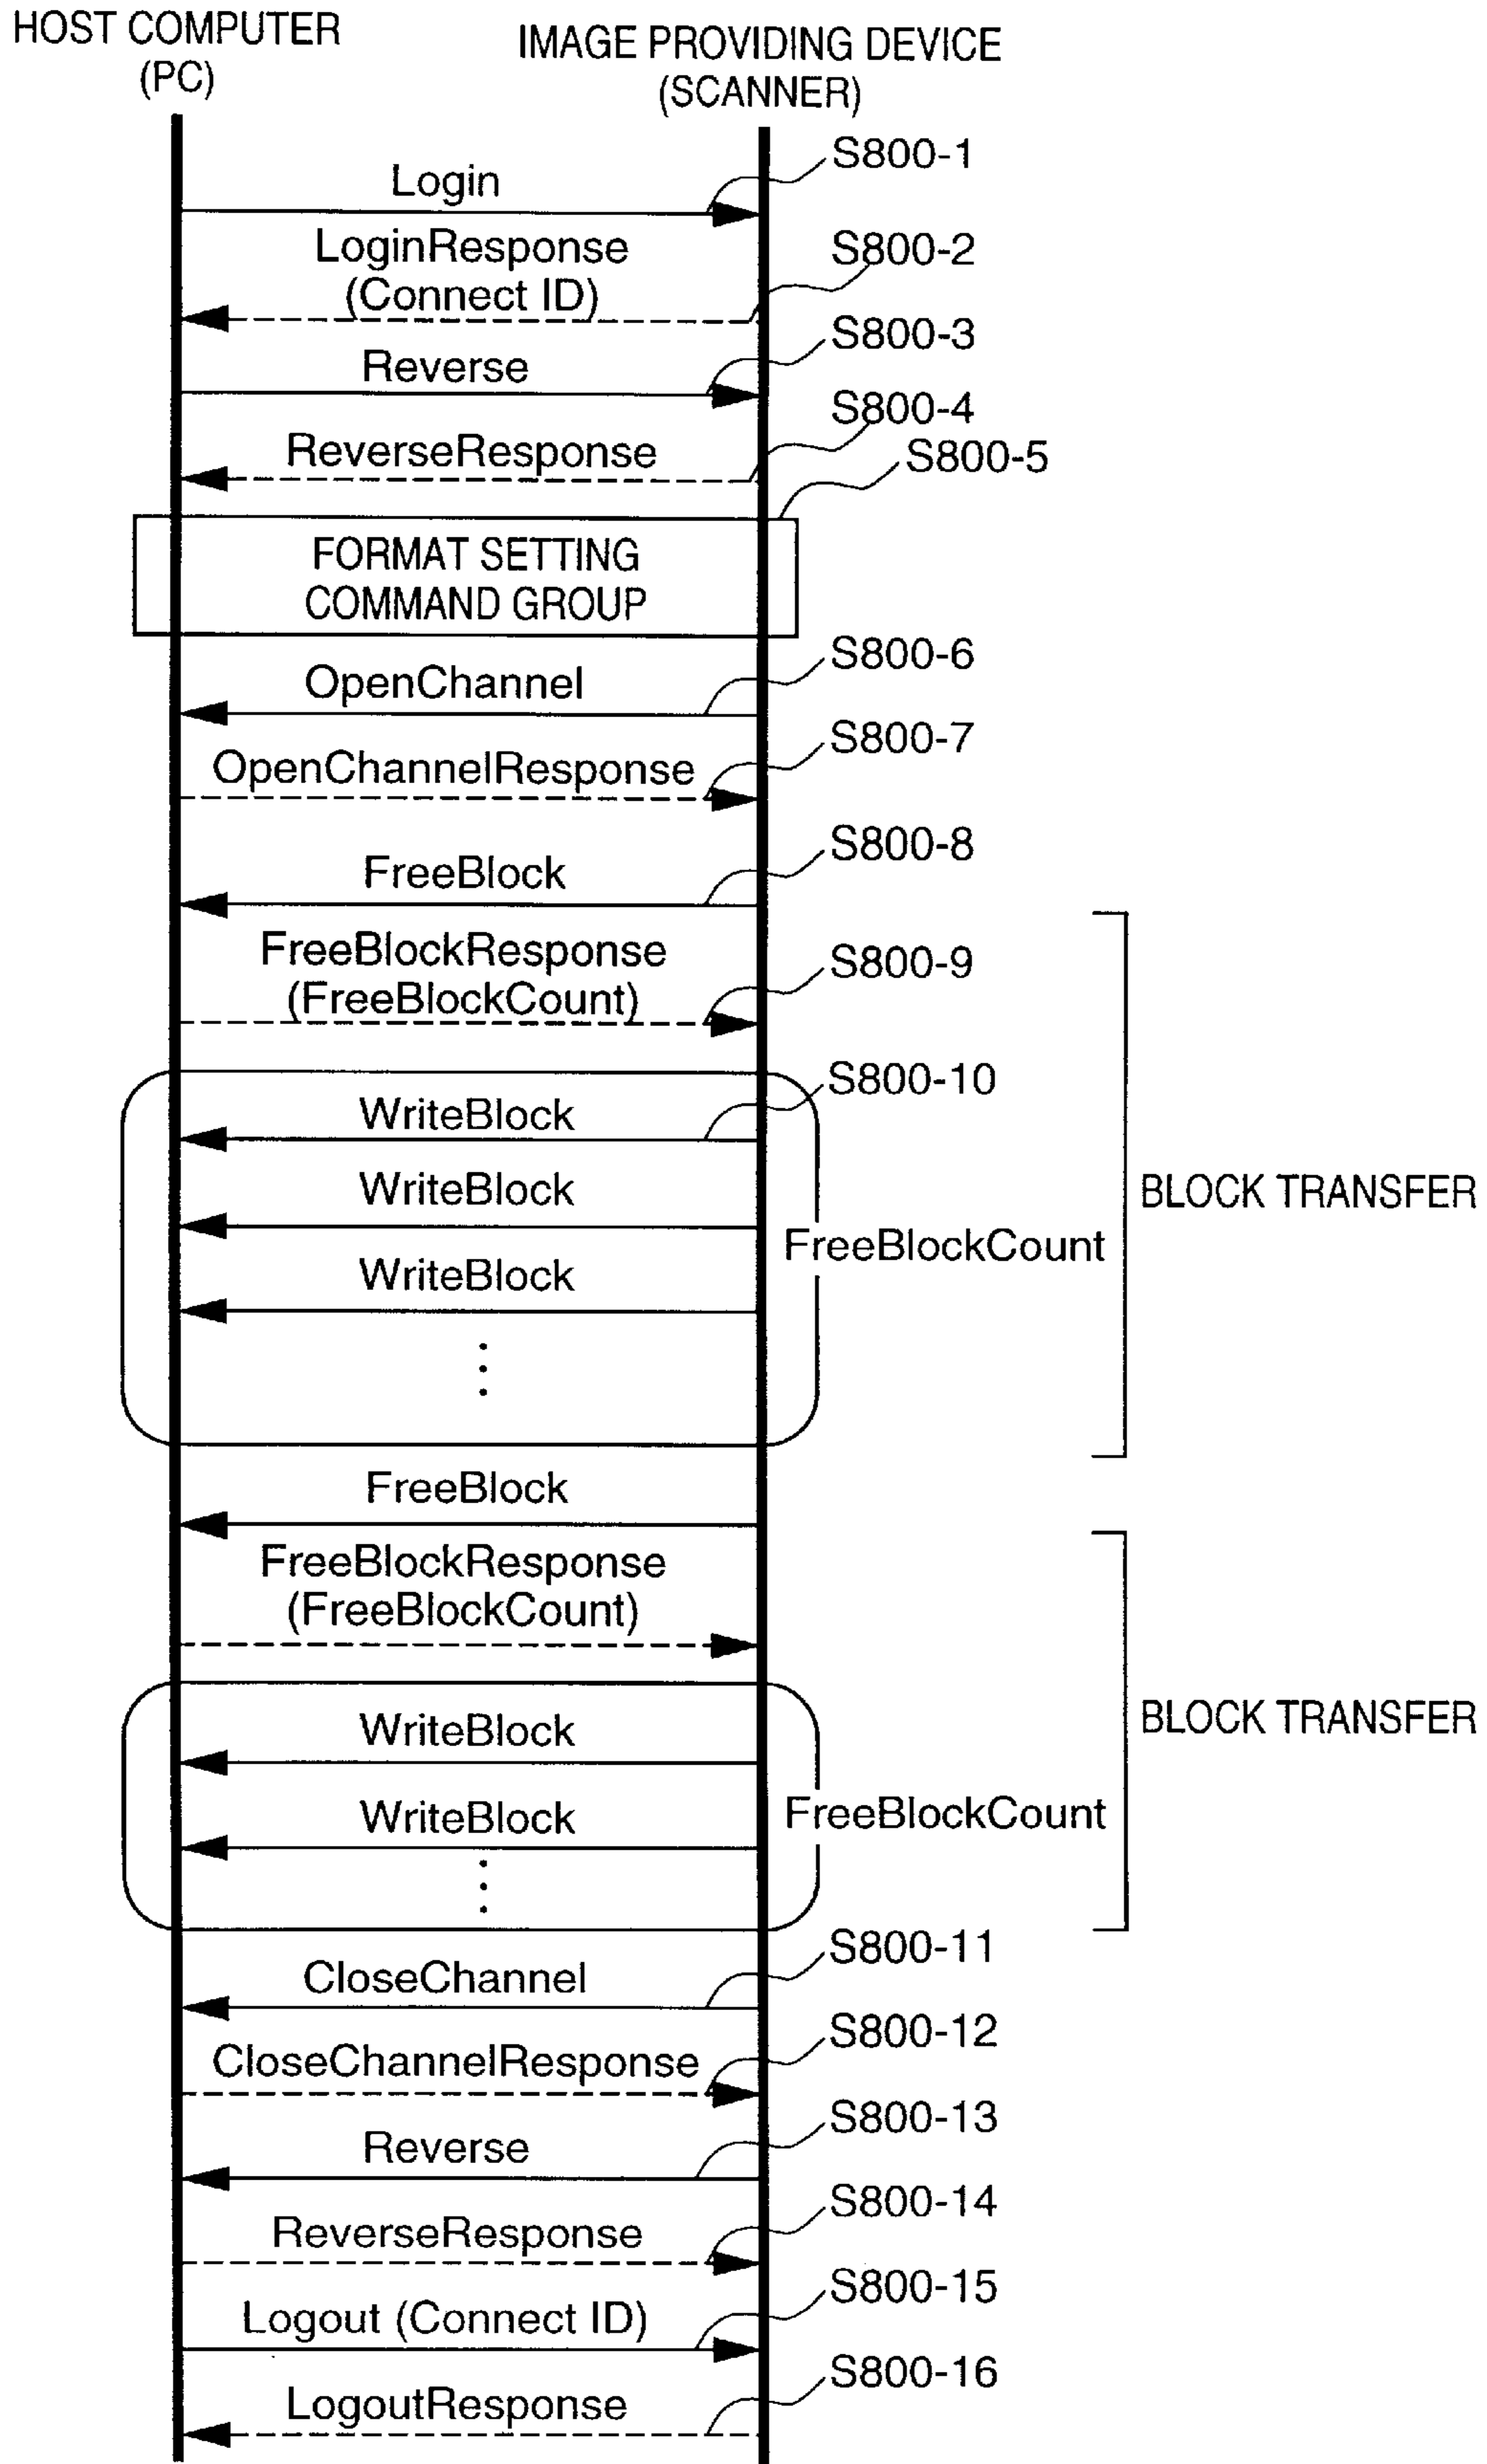 HOST COMPUTER
(PC)
IMAGE PROVIDING DEVICE
(SCANNER)
S800-1
Login
LoginResponse
(Connect ID)
S800-2
S800-3
Reverse
S800-4
ReverseResponse
S800-5
FORMAT SETTING
COMMAND GROUP
S800-6
OpenChannel
S800-7
OpenChannelResponse
S800-8
FreeBlock
FreeBlockResponse
(FreeBlockCount)
S800-9
S800-10
WriteBlock
WriteBlock
BLOCK TRANSFER
FreeBlockCount
WriteBlock
FreeBlock
FreeBlockResponse
(FreeBlockCount)
WriteBlock
BLOCK TRANSFER
WriteBlock
FreeBlockCount
S800-11
CloseChannel
S800-12
CloseChannelResponse
S800-13
Reverse
S800-14
ReverseResponse
S800-15
Logout (Connect ID)
S800-16
LogoutResponse